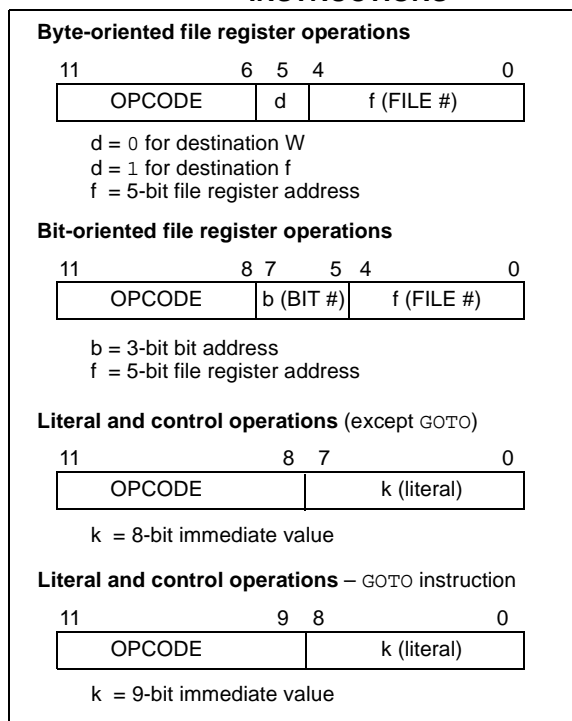 INSTRUCTIONS
Byte-oriented file register operations
11 6 5 4 0
OPCODE d f (FILE #)
d = 0 for destination W
d = 1 for destination f
f = 5-bit file register address
Bit-oriented file register operations
11 8 7 5 4 0
OPCODE b (BIT #) f (FILE #)
b = 3-bit bit address
f = 5-bit file register address
Literal and control operations (except GOTO)
11 8 7 0
OPCODE k (literal)
k = 8-bit immediate value
Literal and control operations – GOTO instruction
11 9 8 0
OPCODE k (literal)
k = 9-bit immediate value